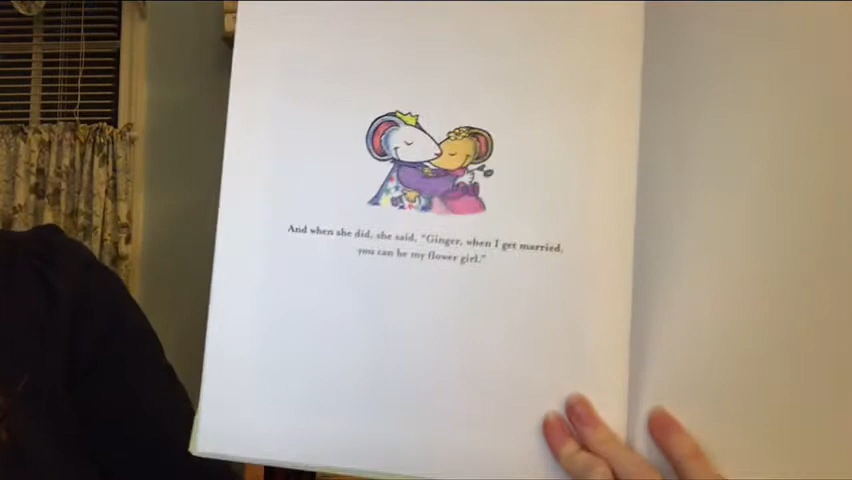 And when she did, she said, "Ginger, when I get married,
you can be my flower girl."